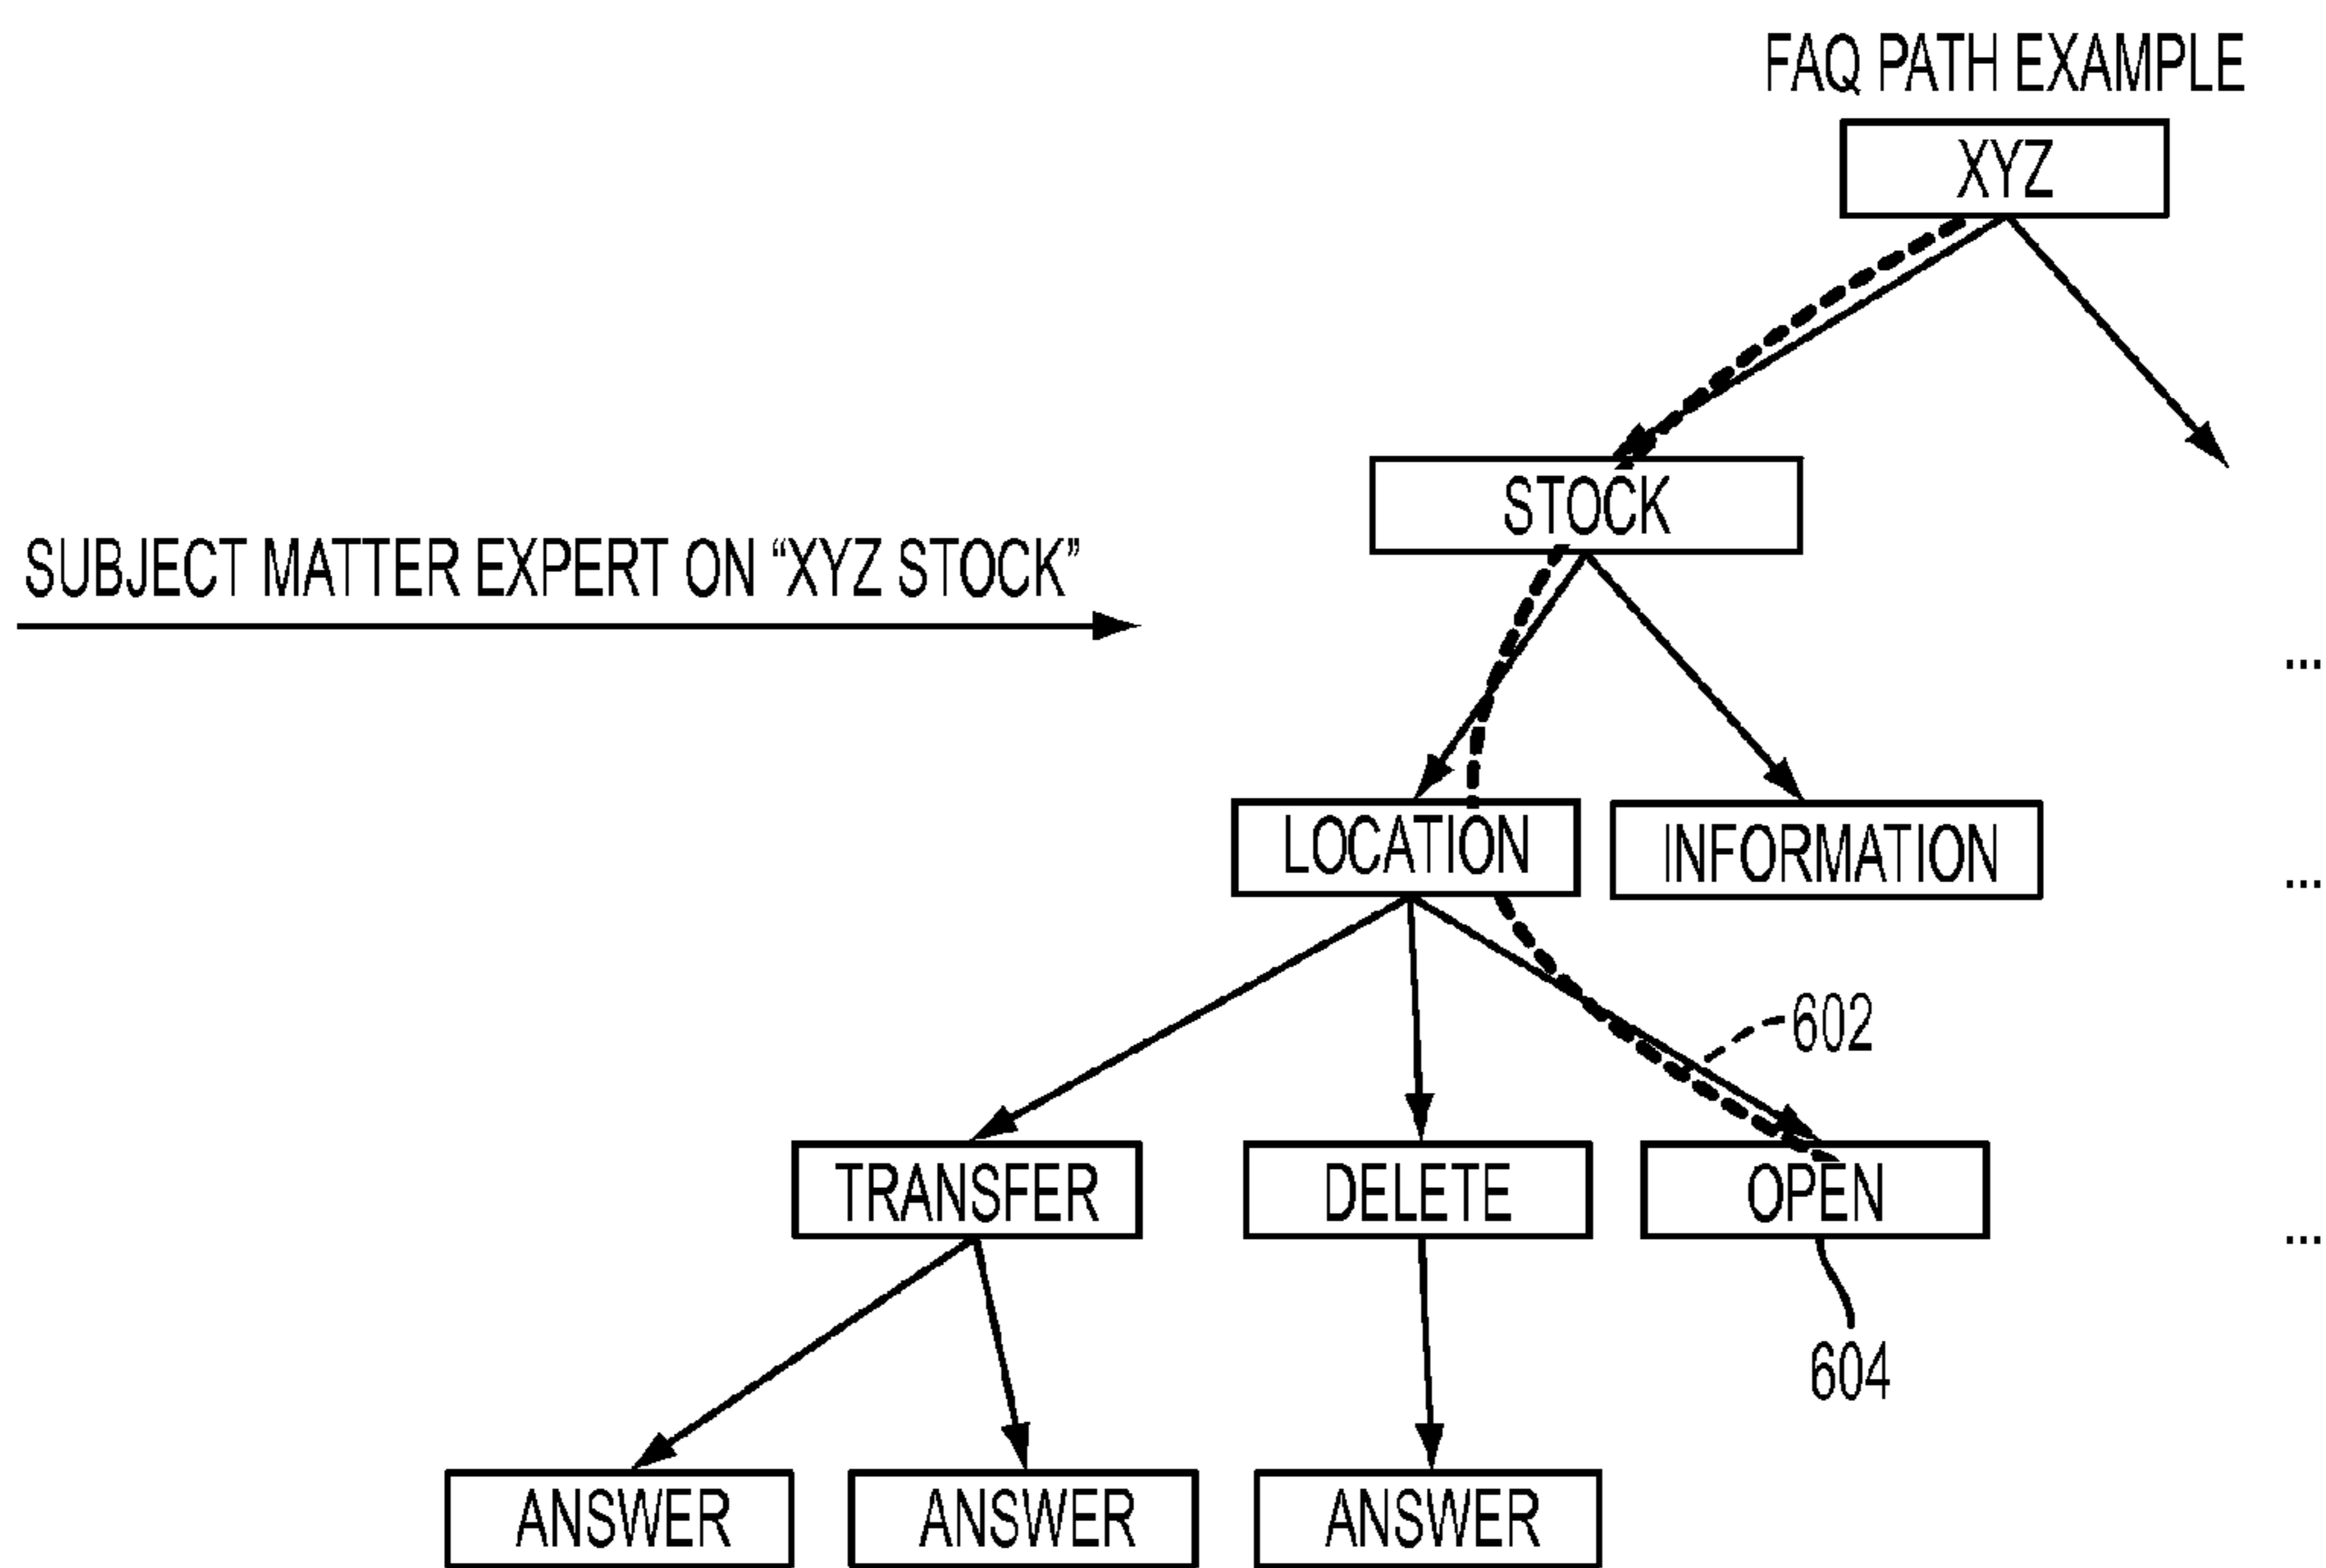 FAQ PATH EXAMPLE
XYZ
STOCK
SUBJECT MATTER EXPERT ON “XYZ STOCK”
...
LOCATION
INFORMATION
...
602
TRANSFER
DELETE
OPEN
...
604
ANSWER
ANSWER
ANSWER